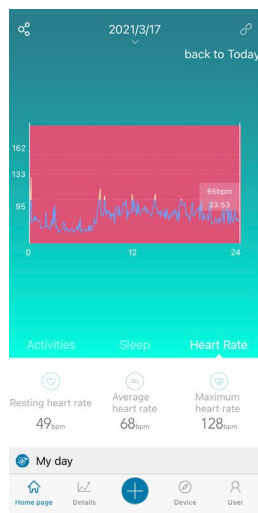 2021/3/17
back to Today
162
133
95
65bpm
23:53
0 12 24
Activities Sleep Heart Rate
Resting heart rate
49bpm
Average
heart rate
68bpm
Maximum
heart rate
128bpm
My day
Home page Details Device User